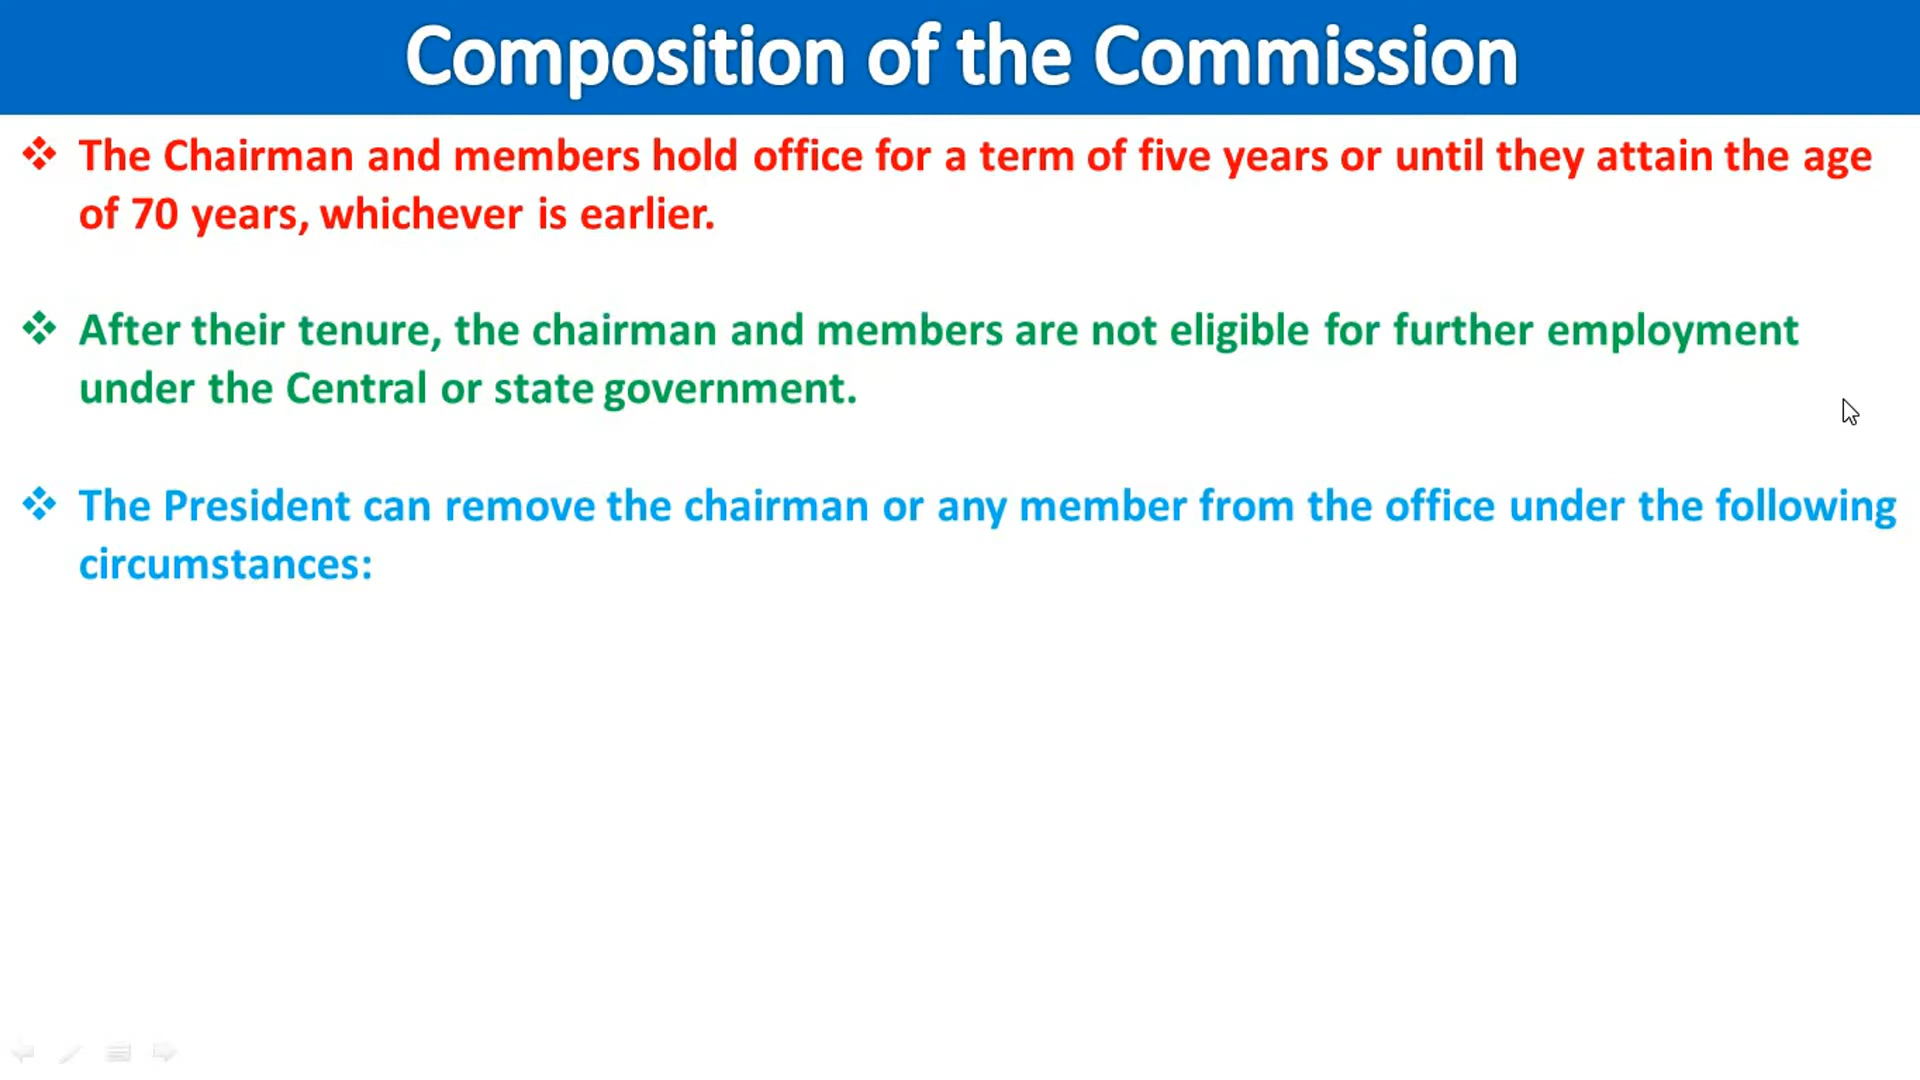 Composition of the Commission
The Chairman and members hold office for a term of five years or until they attain the age
of 70 years, whichever is earlier.
After their tenure, the chairman and members are not eligible for further employment
under the Central or state government.
The President can remove the chairman or any member from the office under the following
circumstances: